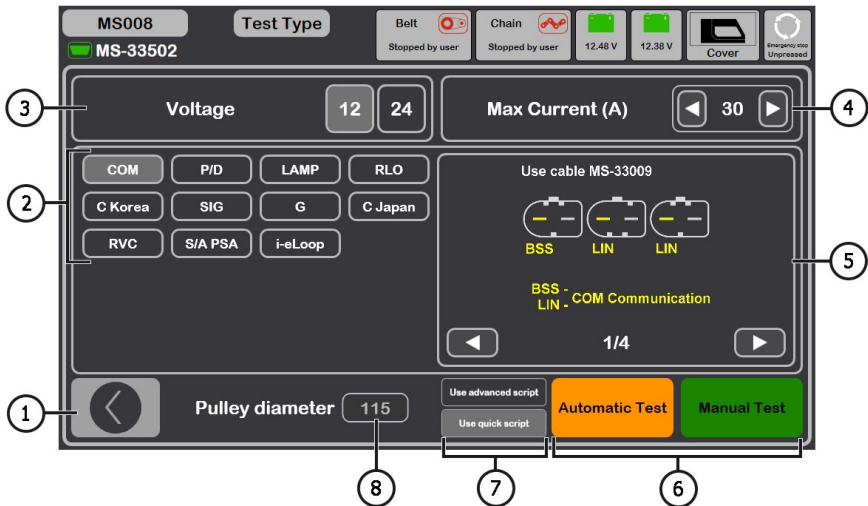 MS008
Test Type
Belt
Stopped by user
Chain
Stopped by user
12.48 V
12.38 V
Cover
Emergency stop
Unpressed
MS-33502
3
Voltage
12
24
Max Current (A)
30
4
2
COM
P/D
LAMP
RLO
C Korea
SIG
G
C Japan
RVC
S/A PSA
i-eLoop
Use cable MS-33009
BSS
LIN
LIN
BSS -
LIN -
COM Communication
1/4
5
1
Pulley diameter
115
Use advanced script
Use quick script
Automatic Test
Manual Test
8
7
6